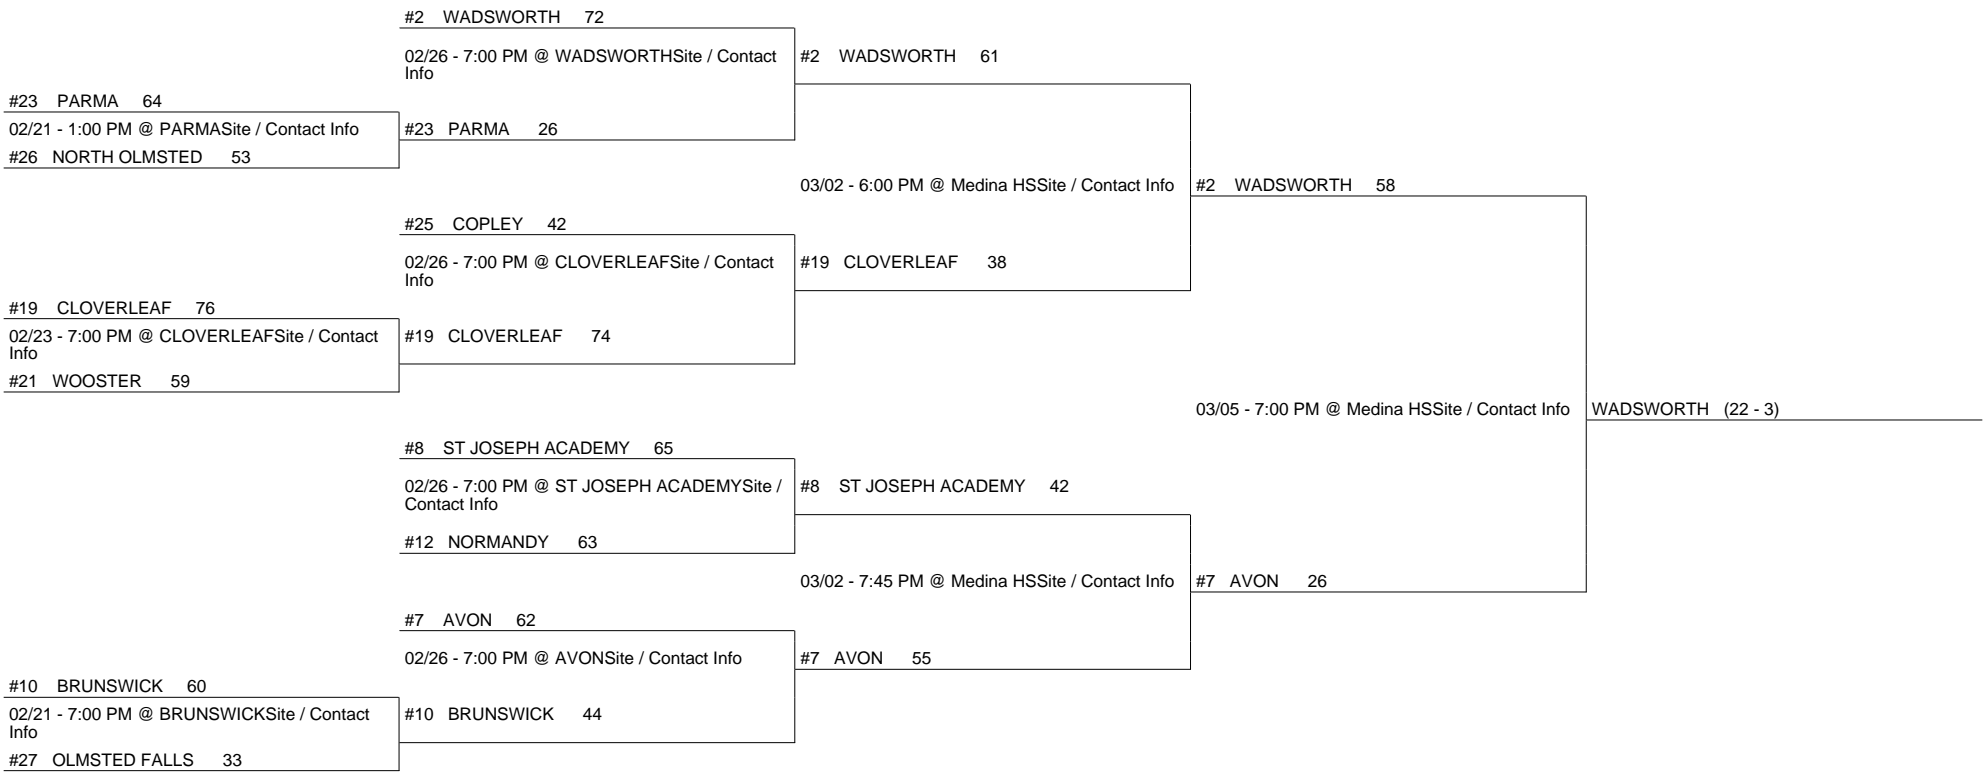 #2 WADSWORTH 72
02/26 - 7:00 PM @ WADSWORTHSite / Contact
Info
#2 WADSWORTH 61
#23 PARMA 64
02/21 - 1:00 PM @ PARMASite / Contact Info
#26 NORTH OLMSTED 53
#23 PARMA 26
03/02 - 6:00 PM @ Medina HSSite / Contact Info
#2 WADSWORTH 58
#25 COPLEY 42
02/26 - 7:00 PM @ CLOVERLEAFSite / Contact
Info
#19 CLOVERLEAF 38
#19 CLOVERLEAF 76
02/23 - 7:00 PM @ CLOVERLEAFSite / Contact
Info
#21 WOOSTER 59
#19 CLOVERLEAF 74
03/05 - 7:00 PM @ Medina HSSite / Contact Info
WADSWORTH (22 - 3)
#8 ST JOSEPH ACADEMY 65
02/26 - 7:00 PM @ ST JOSEPH ACADEMYSite /
Contact Info
#8 ST JOSEPH ACADEMY 42
#12 NORMANDY 63
03/02 - 7:45 PM @ Medina HSSite / Contact Info
#7 AVON 26
#7 AVON 62
02/26 - 7:00 PM @ AVONSite / Contact Info
#7 AVON 55
#10 BRUNSWICK 60
02/21 - 7:00 PM @ BRUNSWICKSite / Contact
Info
#27 OLMSTED FALLS 33
#10 BRUNSWICK 44